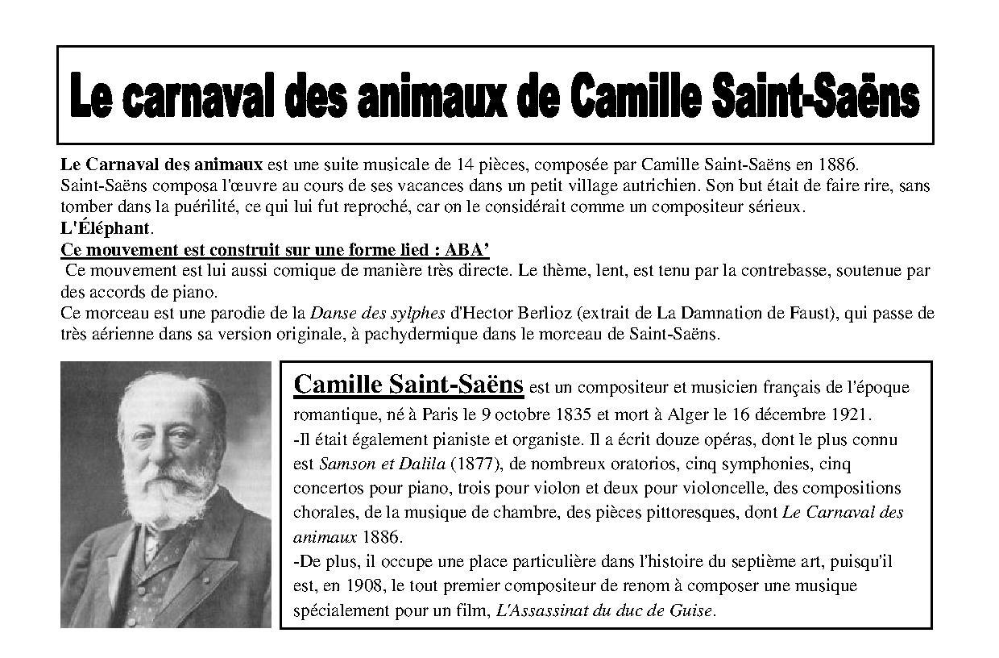 Le carnaval des animaux de Camille Saint-Saëns
Le Carnaval des animaux est une suite musicale de 14 pièces, composée par Camille Saint-Saëns en 1886.
Saint-Saëns composa l'œuvre au cours de ses vacances dans un petit village autrichien. Son but était de faire rire, sans
tomber dans la puérilité, ce qui lui fut reproché, car on le considérait comme un compositeur sérieux.
L'Éléphant.
Ce mouvement est construit sur une forme lied : ABA’
Ce mouvement est lui aussi comique de manière très directe. Le thème, lent, est tenu par la contrebasse, soutenue par
des accords de piano.
Ce morceau est une parodie de la Danse des sylphes d'Hector Berlioz (extrait de La Damnation de Faust), qui passe de
très aérienne dans sa version originale, à pachydermique dans le morceau de Saint-Saëns.
Camille Saint-Saëns est un compositeur et musicien français de l'époque
romantique, né à Paris le 9 octobre 1835 et mort à Alger le 16 décembre 1921.
-Il était également pianiste et organiste. Il a écrit douze opéras, dont le plus connu
est Samson et Dalila (1877), de nombreux oratorios, cinq symphonies, cinq
concertos pour piano, trois pour violon et deux pour violoncelle, des compositions
chorales, de la musique de chambre, des pièces pittoresques, dont Le Carnaval des
animaux 1886.
-De plus, il occupe une place particulière dans l'histoire du septième art, puisqu'il
est, en 1908, le tout premier compositeur de renom à composer une musique
spécialement pour un film, L'Assassinat du duc de Guise.